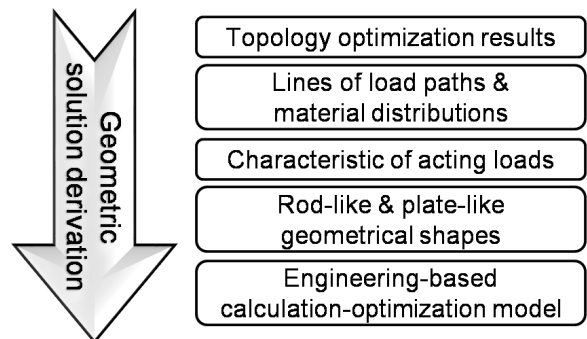 Geometric
solution derivation
Topology optimization results
Lines of load paths &
material distributions
Characteristic of acting loads
Rod-like & plate-like
geometrical shapes
Engineering-based
calculation-optimization model